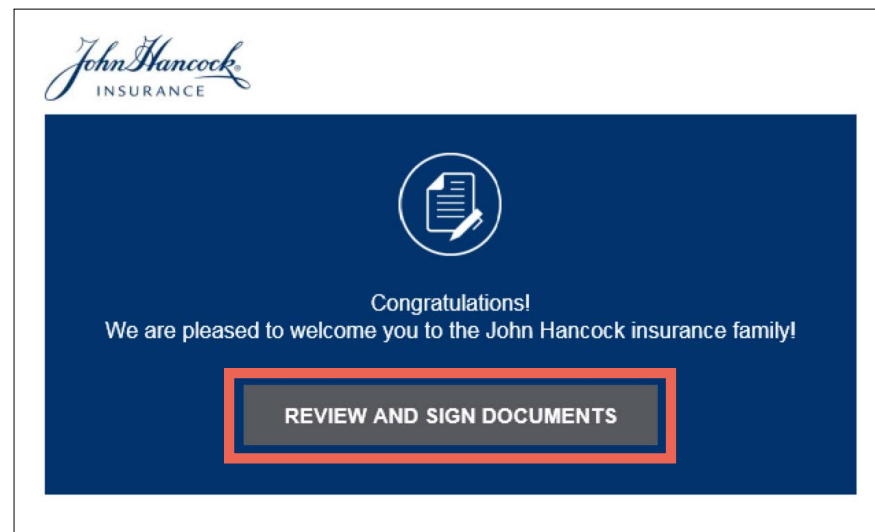 John Hancock®
INSURANCE
Congratulations!
We are pleased to welcome you to the John Hancock insurance family!
REVIEW AND SIGN DOCUMENTS